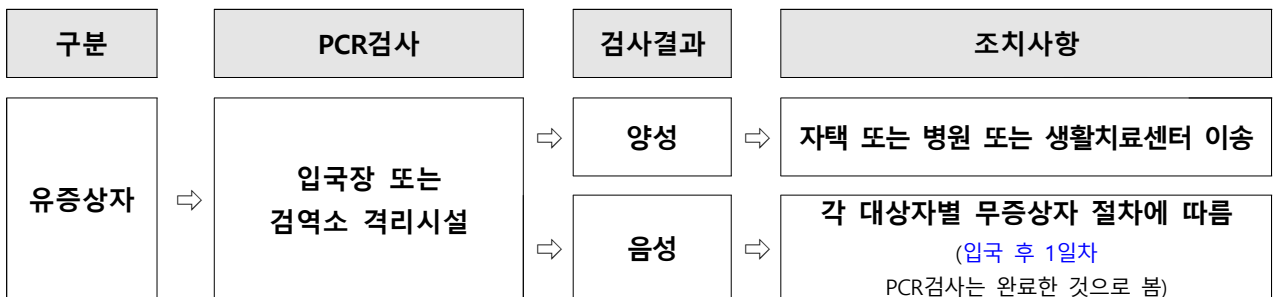 구분 PCR검사 검사결과 조치사항
유증상자 ⇨ 입국장 또는
검역소 격리시설
⇨ 양성 ⇨ 자택 또는 병원 또는 생활치료센터 이송
⇨ 음성 ⇨ 각 대상자별 무증상자 절차에 따름
(입국 후 1일차
PCR검사는 완료한 것으로 봄)